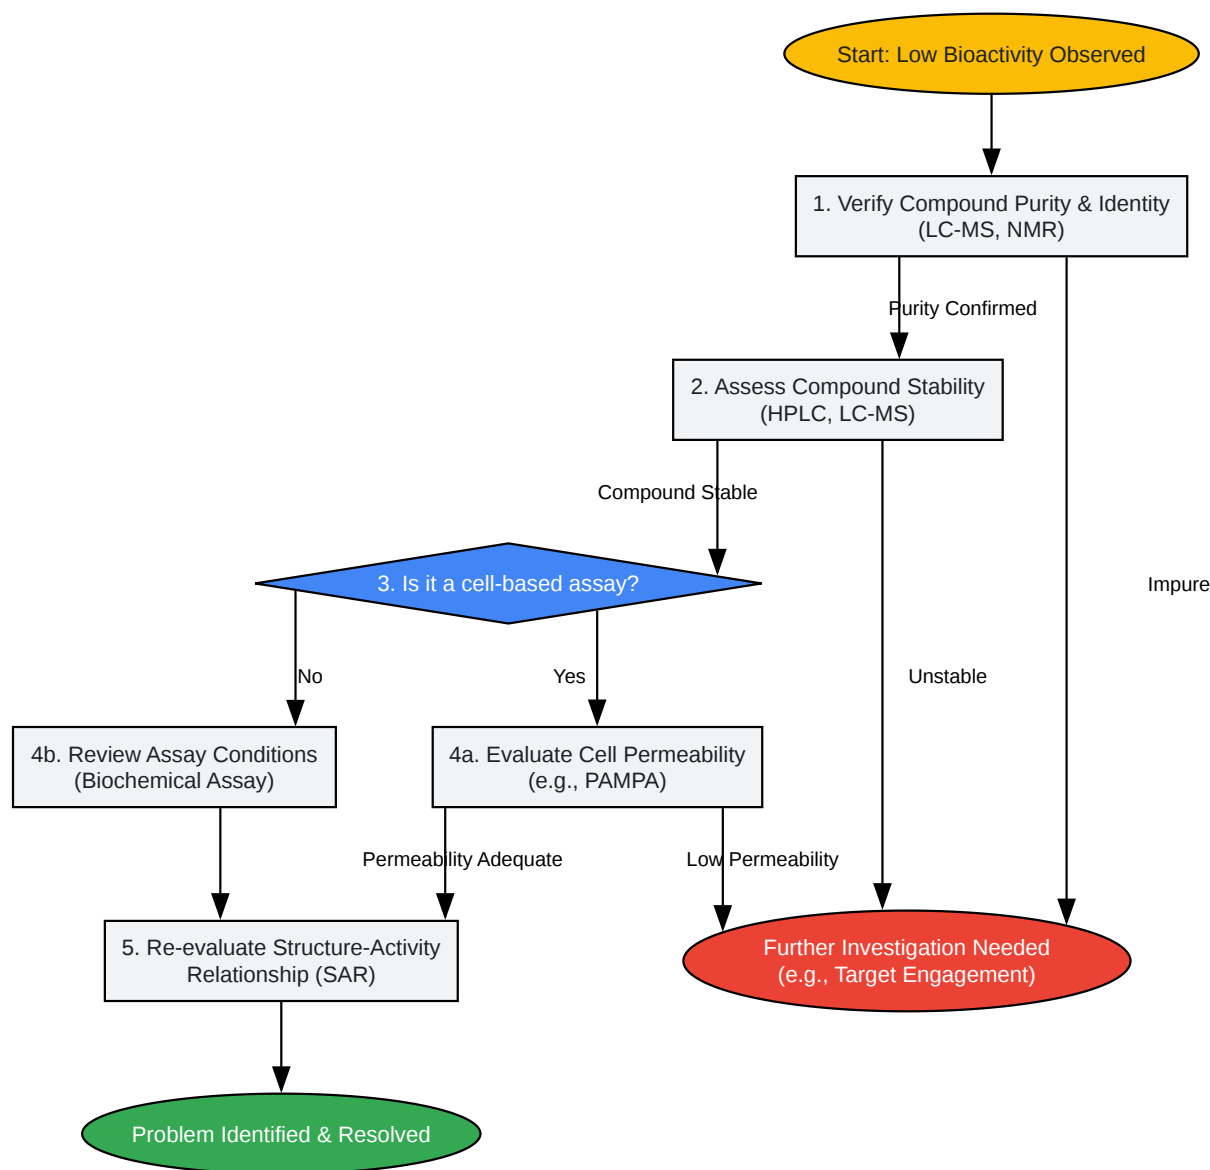 Start: Low Bioactivity Observed
1. Verify Compound Purity & Identity
(LC-MS, NMR)
Purity Confirmed
2. Assess Compound Stability
(HPLC, LC-MS)
Compound Stable
3. Is it a cell-based assay?
Impure
No
Yes
Unstable
4b. Review Assay Conditions
(Biochemical Assay)
4a. Evaluate Cell Permeability
(e.g., PAMPA)
Permeability Adequate
Low Permeability
5. Re-evaluate Structure-Activity
Relationship (SAR)
Further Investigation Needed
(e.g., Target Engagement)
Problem Identified & Resolved